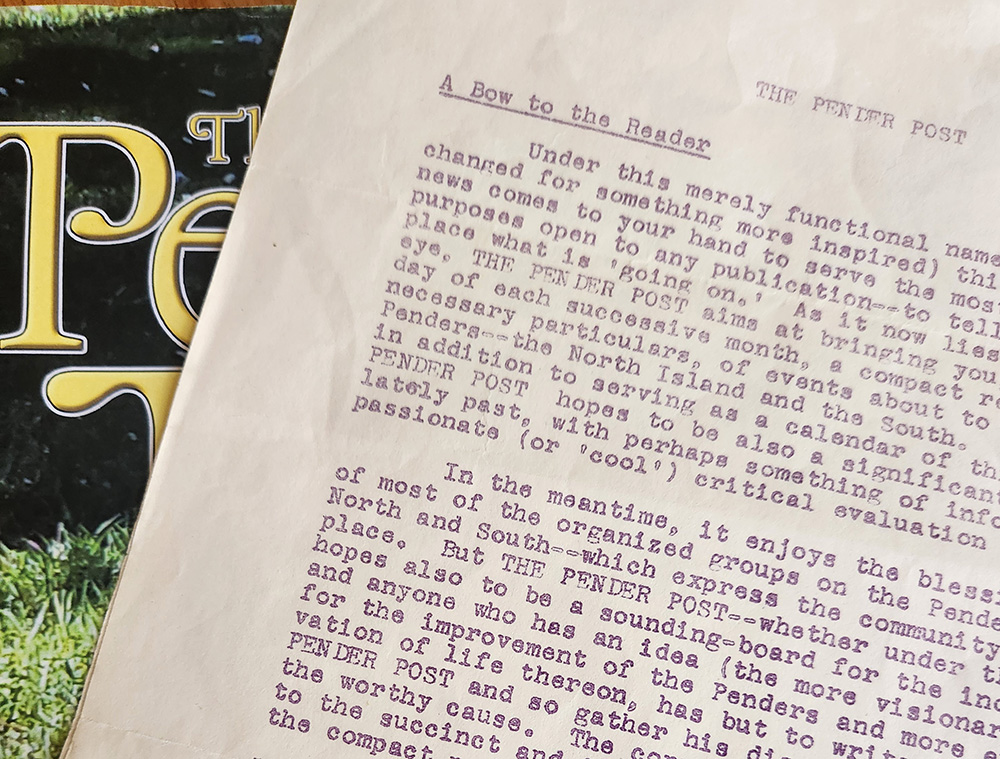 Th
Pe
THE PENDER POST
A Bow to the Reader
Under this merely functional name
changed for something more inspired) thi
news comes to your hand to serve the mos
purposes open to any publication--to tell
place what is 'going on.' As it now lies
eye, THE PENDER POST aims at bringing you
day of each successive month, a compact r
necessary particulars, of events about to
Penders--the North Island and the South.
in addition to serving as a calendar of th
PENDER POST hopes to be also a significan
lately past, with perhaps something of info
passionate (or 'cool') critical evaluation
In the meantime, it enjoys the bless
of most of the organized groups on the Pende
North and South--which express the community
place. But THE PENDER POST--whether under th
hopes also to be a sounding-board for the in
and anyone who has an idea (the more visionar
for the improvement of the Penders and more e
vation of life thereon, has but to writ
PENDER POST and so gather his di
the worthy cause. The co
to the succinct and
the compact